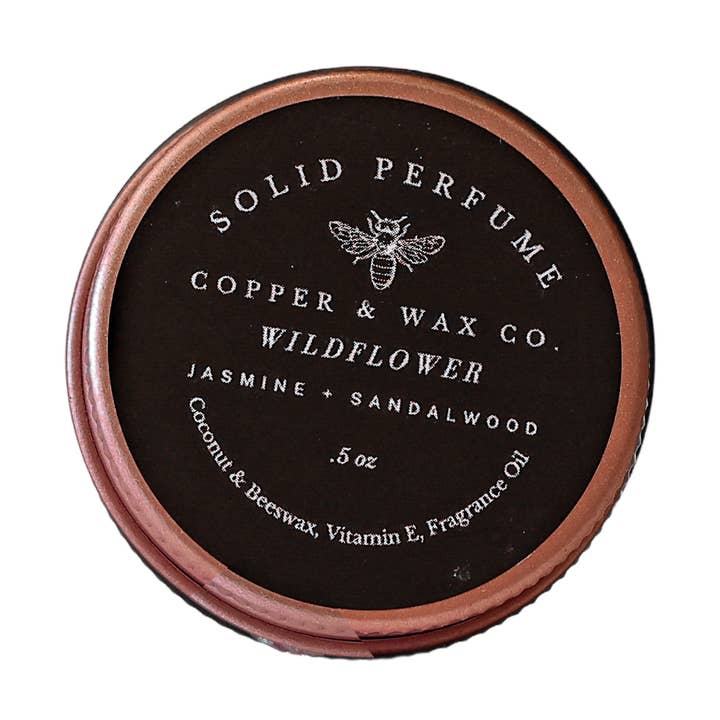 SOLID PERFUME
COPPER & WAX CO.
WILDFLOWER
JASMINE + SANDALWOOD
.5 oz
Coconut & Beeswax, Vitamin E, Fragrance Oil